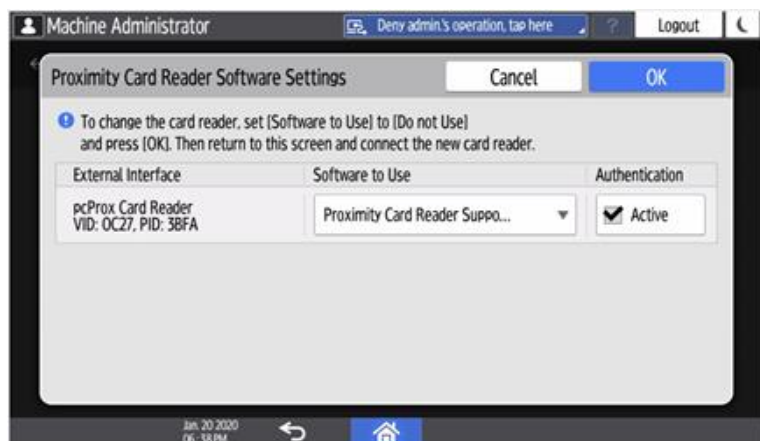 Machine Administrator
Deny admin.'s operation, tap here
?
Logout
Proximity Card Reader Software Settings
Cancel
OK
To change the card reader, set [Software to Use] to [Do not Use]
and press [OK]. Then return to this screen and connect the new card reader.
External Interface
Software to Use
Authentication
pcProx Card Reader
VID: 0C27, PID: 3BFA
Proximity Card Reader Suppo...
Active
Jan. 20 2020
06:38 PM